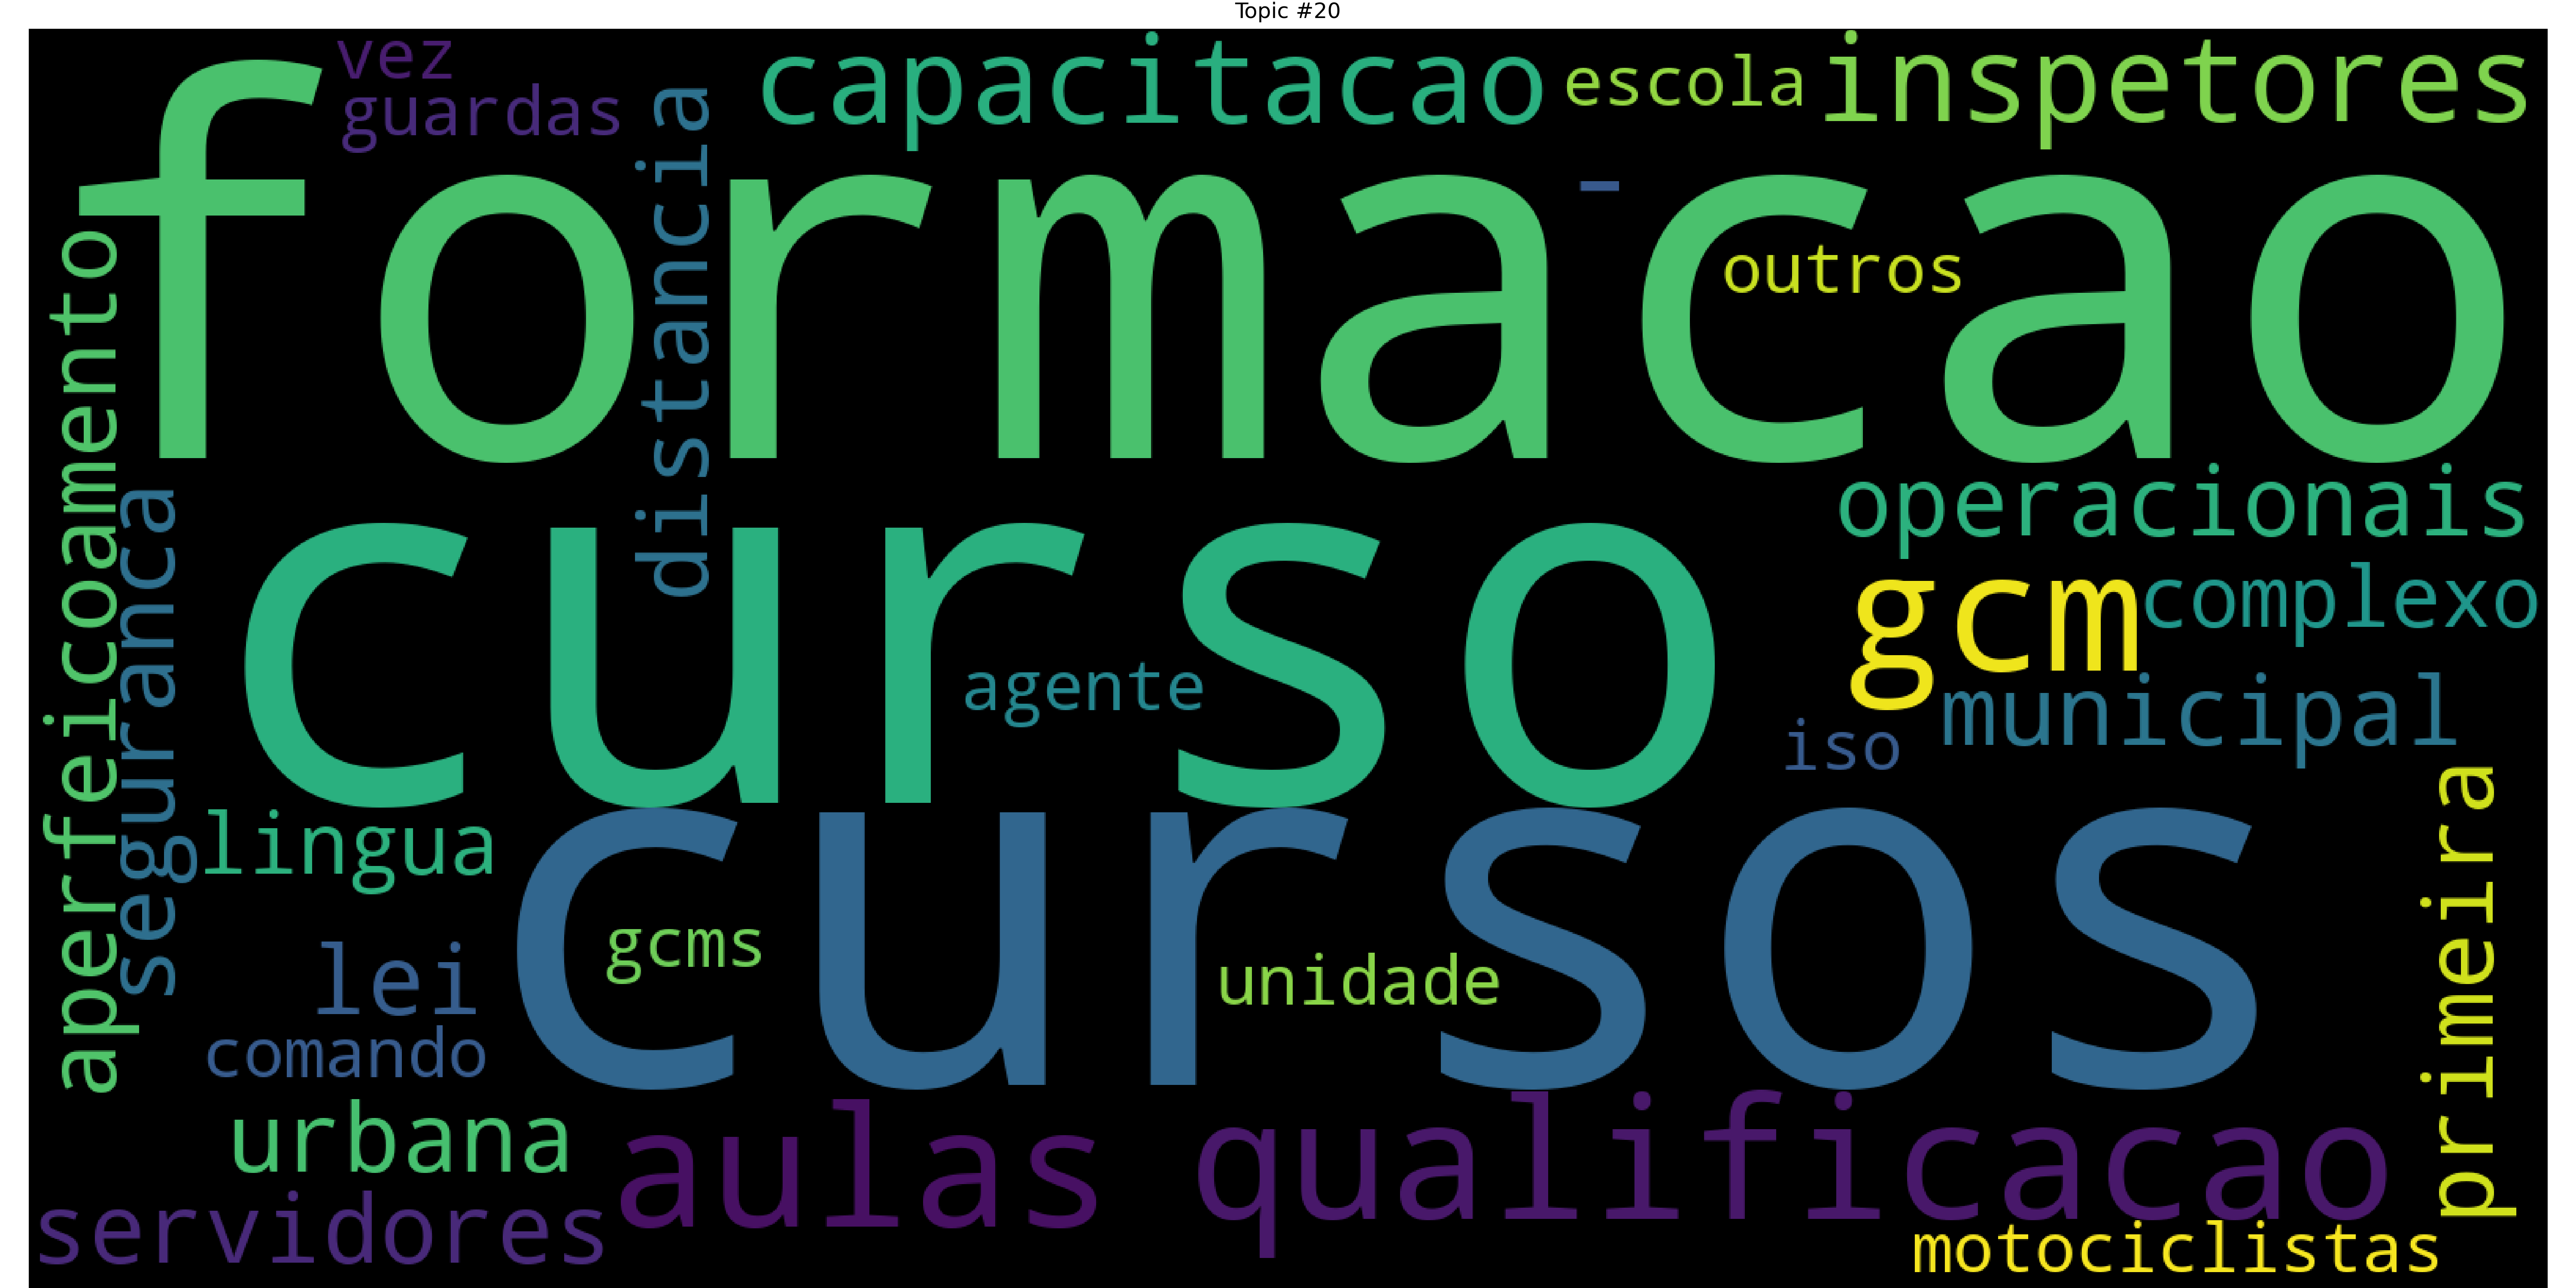 Topic #20
vez
guardas
capacitacao
escola
inspetores
distancia
formacao
-
outros
aperfeicoamento
seguranca
operacionais
curso
agente
gcm
complexo
municipal
iso
primeira
lingua
cursos
gcms
unidade
lei
comando
urbana
aulas
qualificacao
servidores
motociclistas